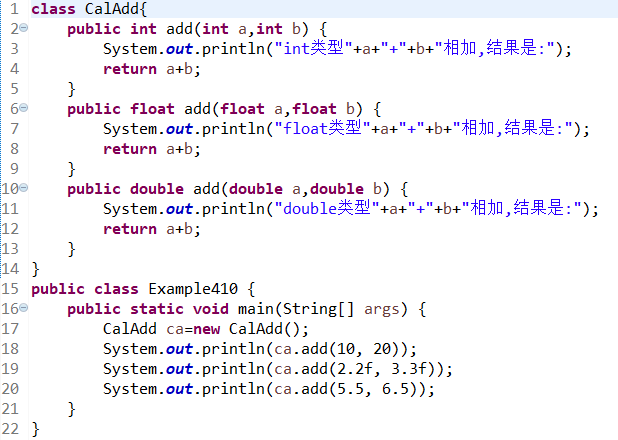 1 class CalAdd{
2 public int add(int a,int b) {
3 System.out.println("int类型"+a+"+"+b+"相加,结果是:");
4 return a+b;
5 }
6 public float add(float a,float b) {
7 System.out.println("float类型"+a+"+"+b+"相加,结果是:");
8 return a+b;
9 }
10 public double add(double a,double b) {
11 System.out.println("double类型"+a+"+"+b+"相加,结果是:");
12 return a+b;
13 }
14 }
15 public class Example410 {
16 public static void main(String[] args) {
17 CalAdd ca=new CalAdd();
18 System.out.println(ca.add(10, 20));
19 System.out.println(ca.add(2.2f, 3.3f));
20 System.out.println(ca.add(5.5, 6.5));
21 }
22 }